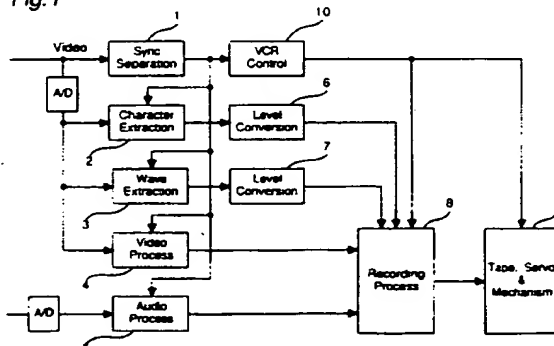 Fig. 1
1
10
Video
Sync
Separation
VCR
Control
A/D
6
Character
Extraction
Level
Conversion
2
7
Wave
Extraction
Level
Conversion
3
8
Video
Process
4
Recording
Process
Tape, Servo
&
Mechanism
A/D
Audio
Process